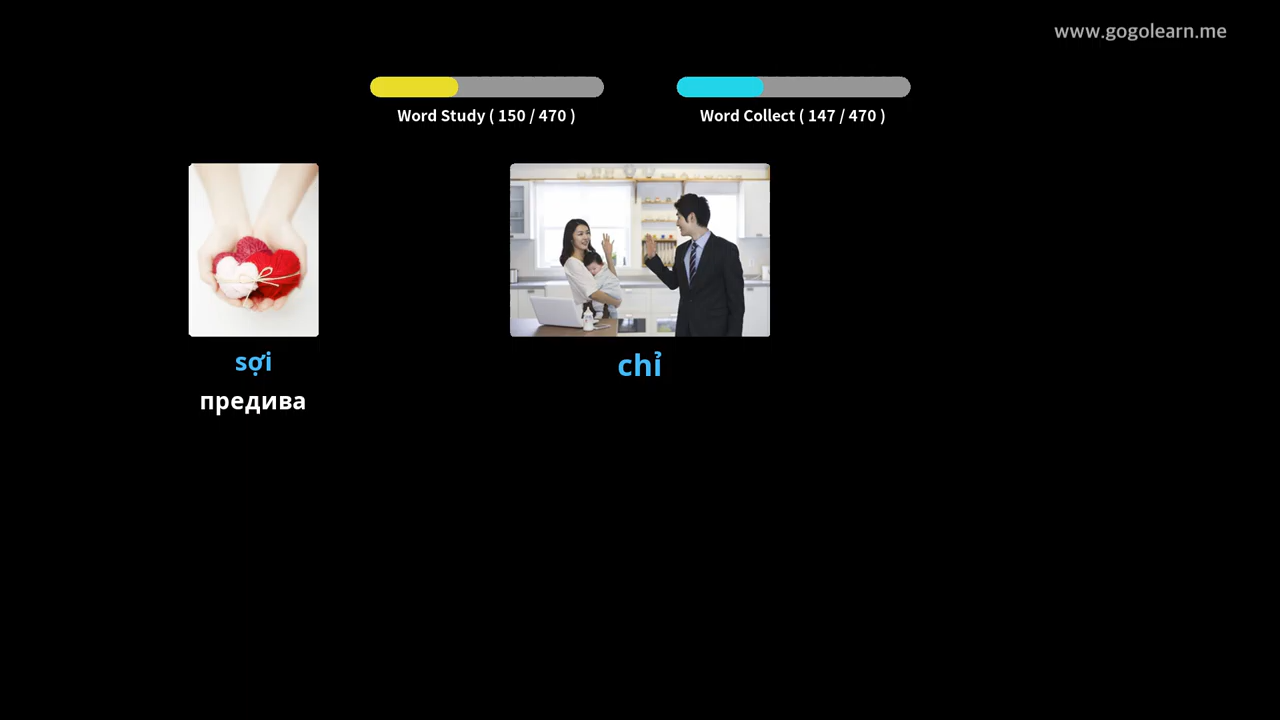 www.gogolearn.me
Word Study ( 150 / 470 )
Word Collect ( 147 / 470 )
sợi
предива
chỉ